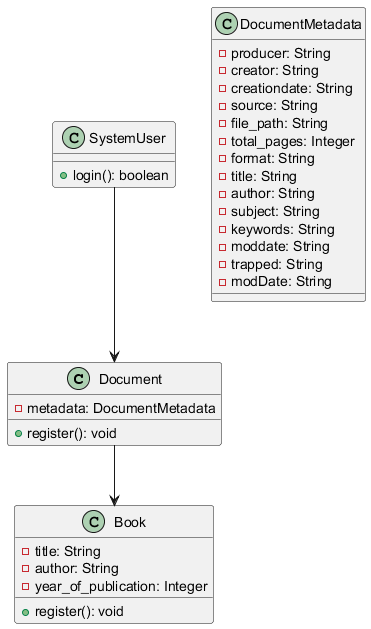 C DocumentMetadata
producer: String
creator: String
creationdate: String
source: String
file_path: String
total_pages: Integer
format: String
title: String
author: String
subject: String
keywords: String
moddate: String
trapped: String
modDate: String
C SystemUser
login(): boolean
C Document
metadata: DocumentMetadata
register(): void
C Book
title: String
author: String
year_of_publication: Integer
register(): void